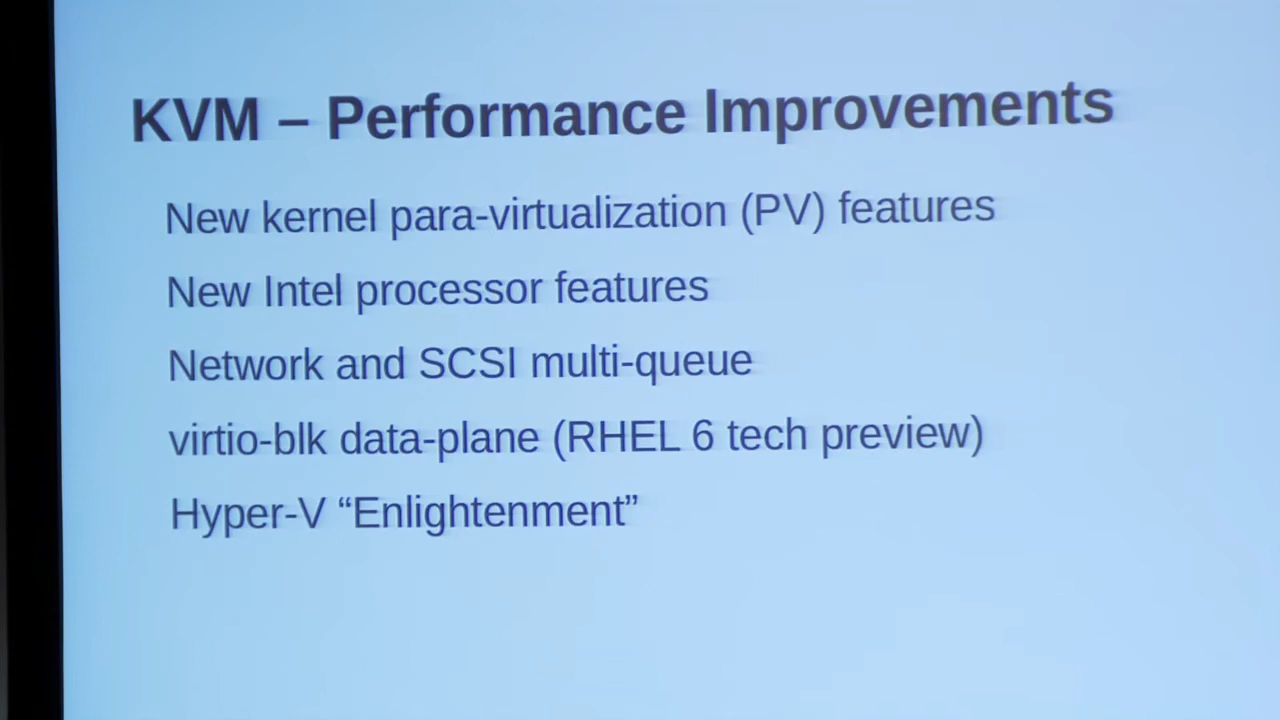 KVM – Performance Improvements
New kernel para-virtualization (PV) features
New Intel processor features
Network and SCSI multi-queue
virtio-blk data-plane (RHEL 6 tech preview)
Hyper-V “Enlightenment”